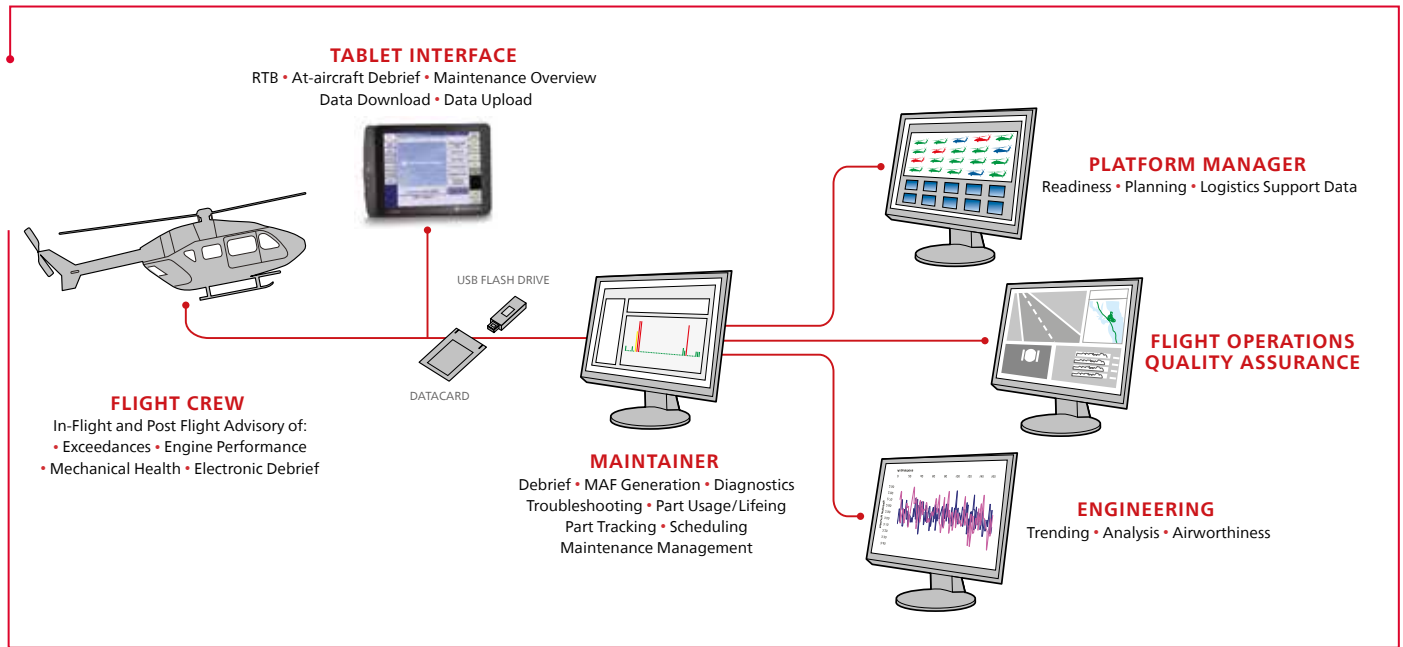 TABLET INTERFACE
RTB • At-aircraft Debrief • Maintenance Overview
Data Download • Data Upload
PLATFORM MANAGER
Readiness • Planning • Logistics Support Data
USB FLASH DRIVE
DATACARD
FLIGHT OPERATIONS
QUALITY ASSURANCE
FLIGHT CREW
In-Flight and Post Flight Advisory of:
• Exceedances • Engine Performance
• Mechanical Health • Electronic Debrief
MAINTAINER
Debrief • MAF Generation • Diagnostics
Troubleshooting • Part Usage/Lifeing
Part Tracking • Scheduling
Maintenance Management
ENGINEERING
Trending • Analysis • Airworthiness